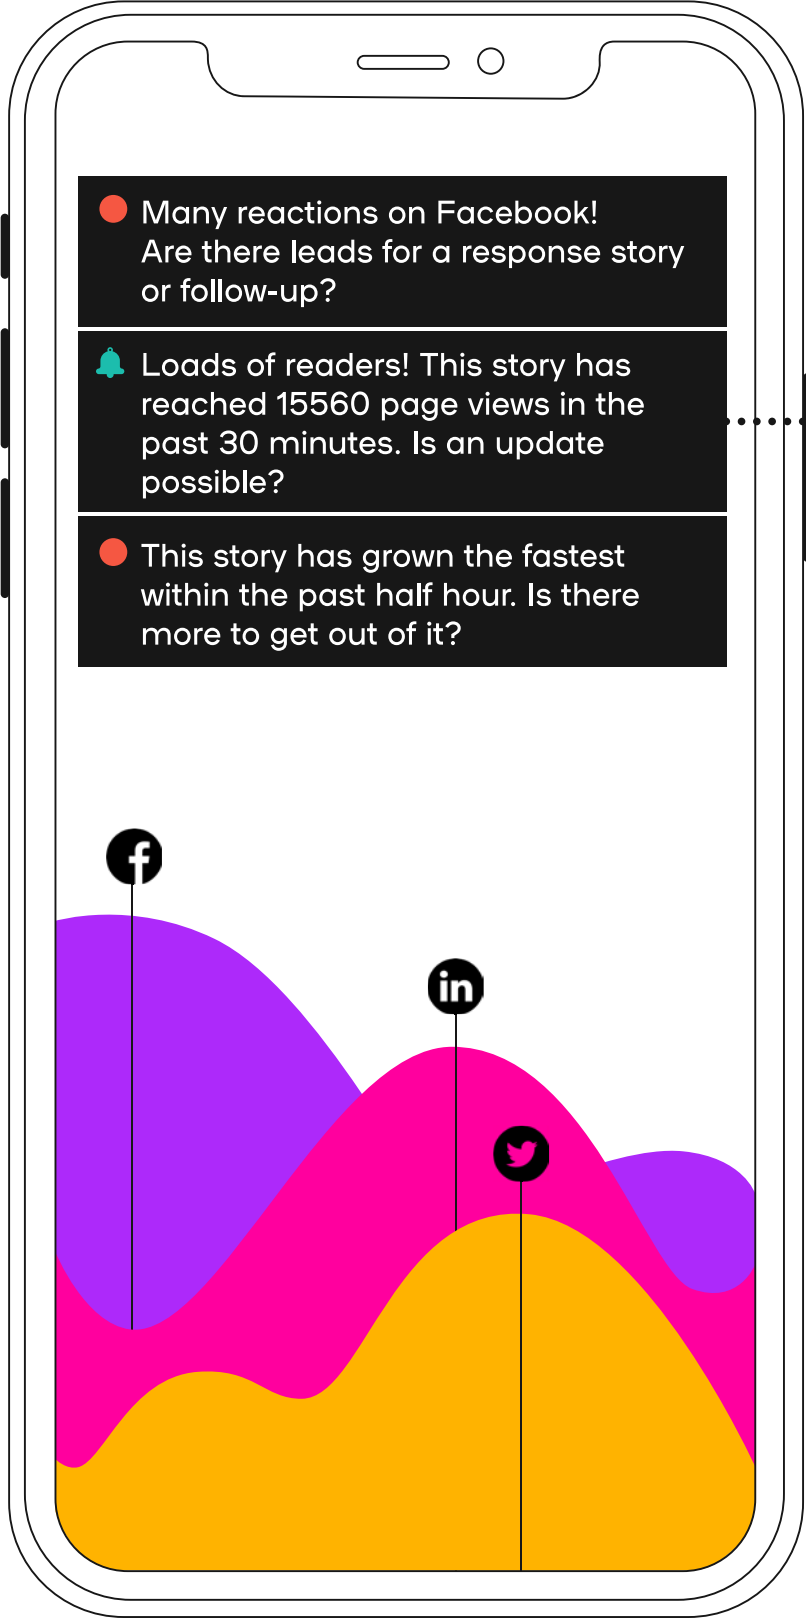 Many reactions on Facebook!
Are there leads for a response story
or follow-up?
Loads of readers! This story has
reached 15560 page views in the
past 30 minutes. Is an update
possible?
This story has grown the fastest
within the past half hour. Is there
more to get out of it?
f
in